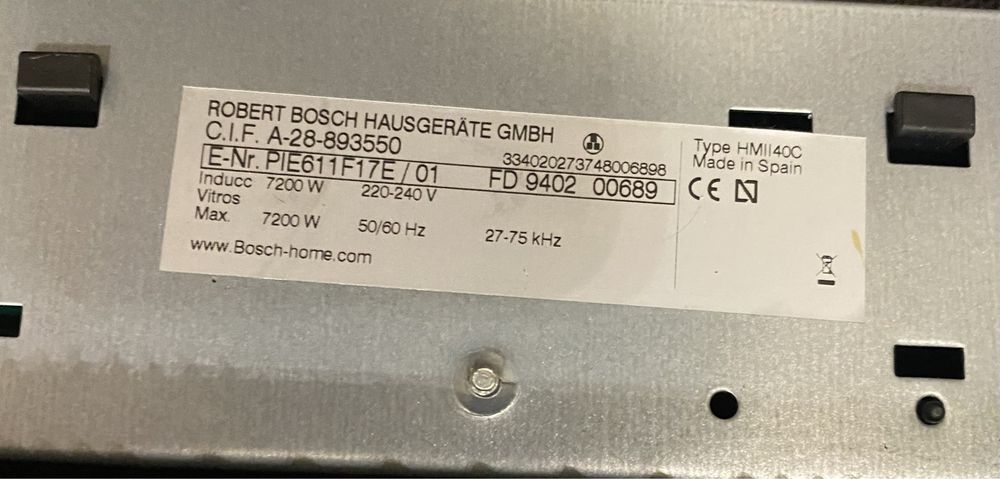 ROBERT BOSCH HAUSGERÄTE GMBH
C.I.F. A-28-893550
334020273748006898
E-Nr. PIE611F17E / 01 FD 9402 00689
Inducc 7200 W 220-240 V
Vitros
Max. 7200 W 50/60 Hz 27-75 kHz
www.Bosch-home.com
Type HMII40C
Made in Spain
CE N